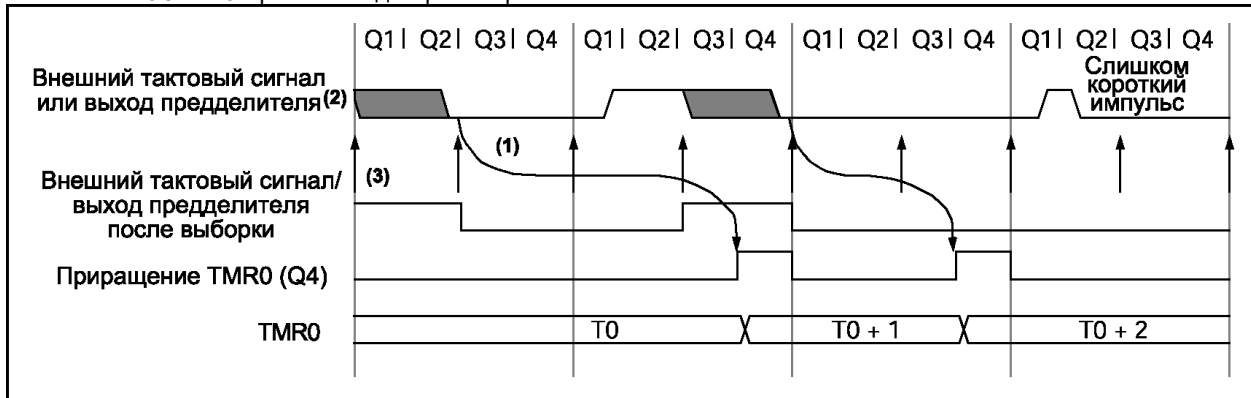 Q1 | Q2 | Q3 | Q4 | Q1 | Q2 | Q3 | Q4 | Q1 | Q2 | Q3 | Q4 | Q1 | Q2 | Q3 | Q4
Внешний тактовый сигнал
или выход предделителя (2)
Слишком
короткий
импульс
(1)
(3)
Внешний тактовый сигнал/
выход предделителя
после выборки
Приращение TMR0 (Q4)
TMR0
T0
T0 + 1
T0 + 2